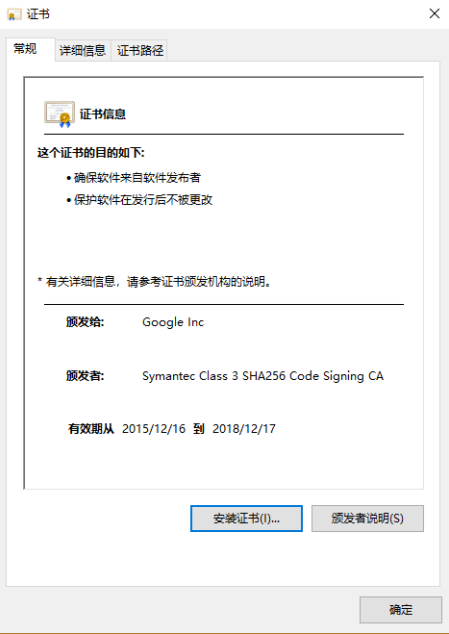 证书
常规 详细信息 证书路径
证书信息
这个证书的目的如下:
• 确保软件来自软件发布者
• 保护软件在发行后不被更改
* 有关详细信息，请参考证书颁发机构的说明。
颁发给: Google Inc
颁发者: Symantec Class 3 SHA256 Code Signing CA
有效期从 2015/12/16 到 2018/12/17
安装证书(I)... 颁发者说明(S)
确定